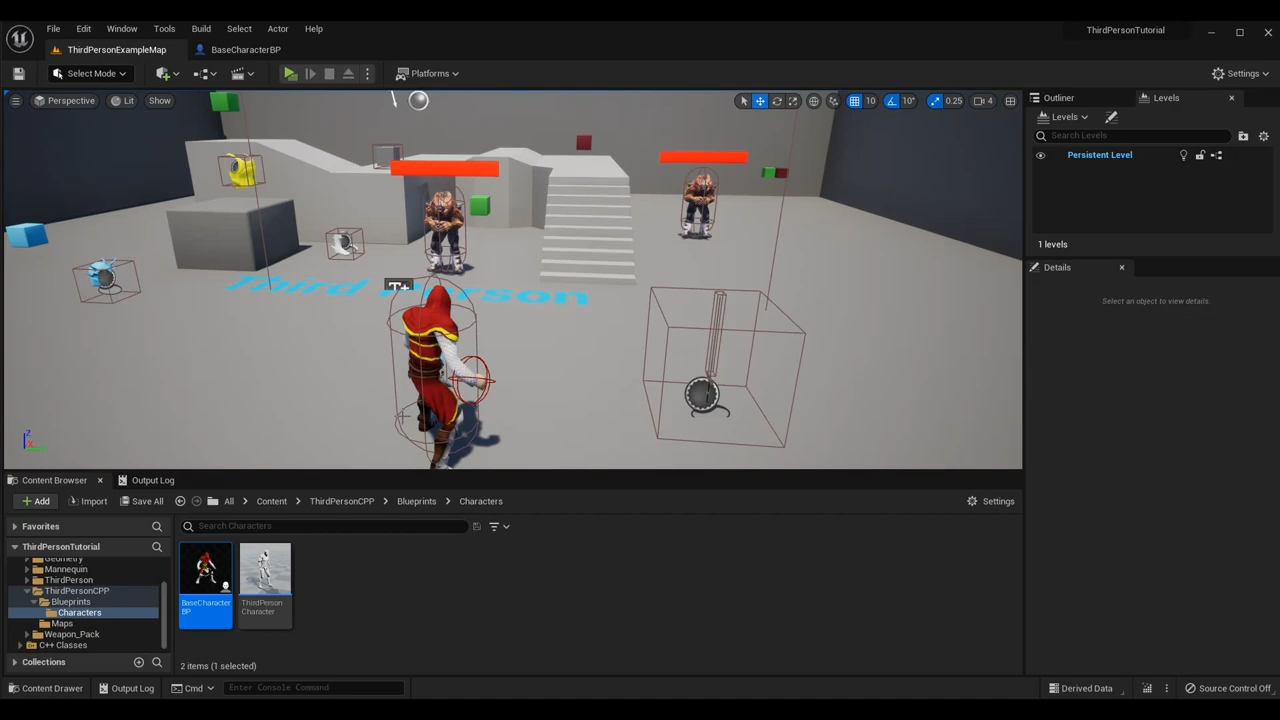 File Edit Window Tools Build Select Actor Help
ThirdPersonTutorial
ThirdPersonExampleMap
BaseCharacterBP
Select Mode
Platforms
Settings
Perspective
Lit
Show
10
10°
0.25
4
Third Person
T+
Z
X
Outliner
Levels
Levels
Search Levels
Persistent Level
1 levels
Details
Select an object to view details.
Content Browser
Output Log
Add
Import
Save All
All
Content
ThirdPersonCPP
Blueprints
Characters
Settings
Favorites
Search Characters
ThirdPersonTutorial
Geometry
Mannequin
ThirdPerson
ThirdPersonCPP
Blueprints
Characters
Maps
Weapon_Pack
C++ Classes
Collections
BaseCharacter
BP
ThirdPerson
Character
2 items (1 selected)
Content Drawer
Output Log
Cmd
Enter Console Command
Derived Data
Source Control Off